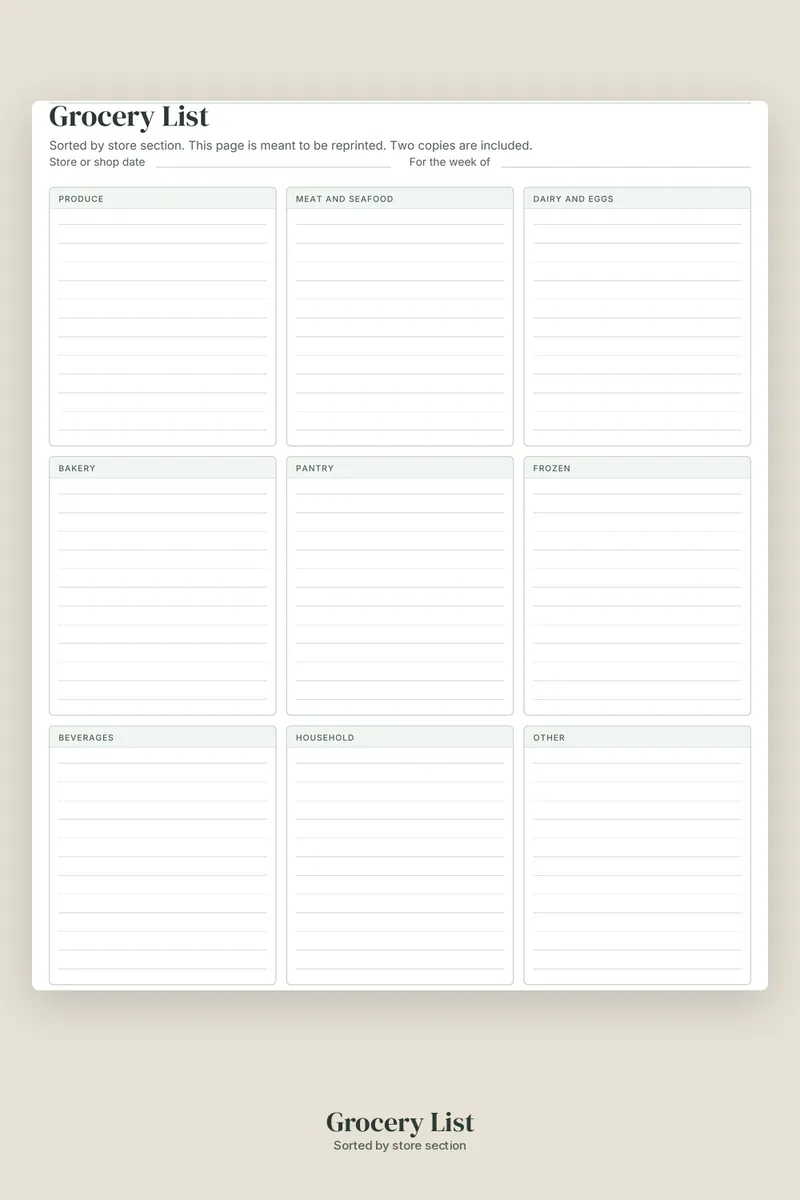 Grocery List
Sorted by store section. This page is meant to be reprinted. Two copies are included.
Store or shop date For the week of
PRODUCE
MEAT AND SEAFOOD
DAIRY AND EGGS
BAKERY
PANTRY
FROZEN
BEVERAGES
HOUSEHOLD
OTHER
Grocery List
Sorted by store section